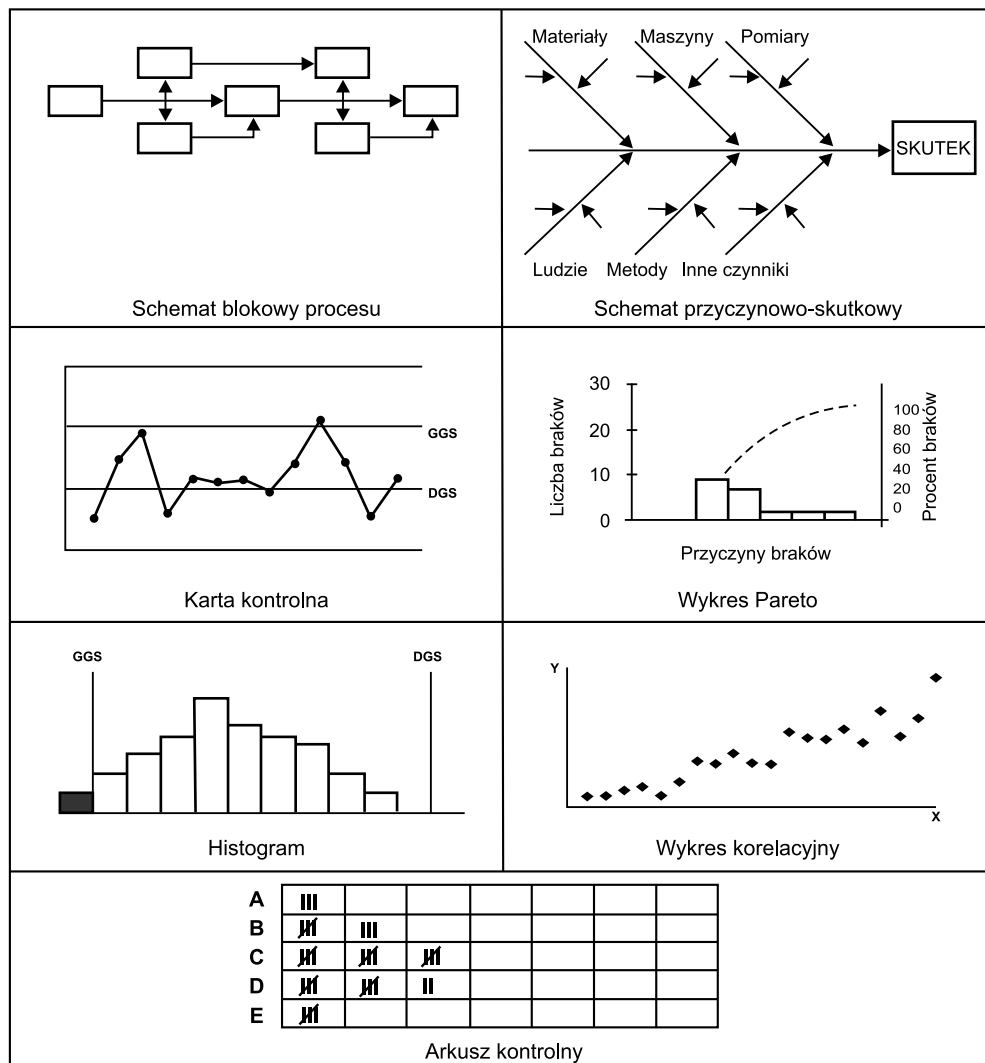 Materiały Maszyny Pomiary
SKUTEK
Ludzie Metody Inne czynniki
Schemat blokowy procesu
Schemat przyczynowo-skutkowy
GGS
DGS
Karta kontrolna
Liczba braków
30
20
10
0
100
80
60
40
20
0
Procent braków
Przyczyny braków
Wykres Pareto
GGS DGS
Histogram
Y
X
Wykres korelacyjny
A
B
C
D
E
Arkusz kontrolny